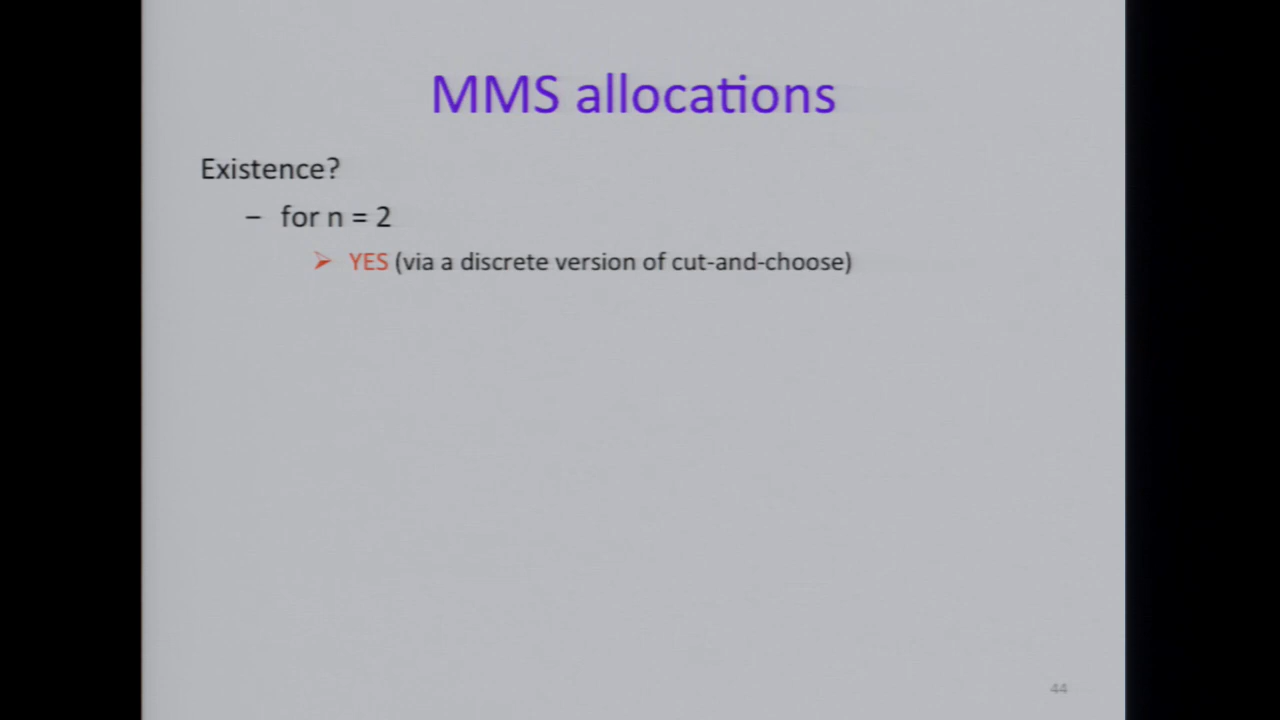 MMS allocations
Existence?
– for n = 2
➢ YES (via a discrete version of cut-and-choose)
44